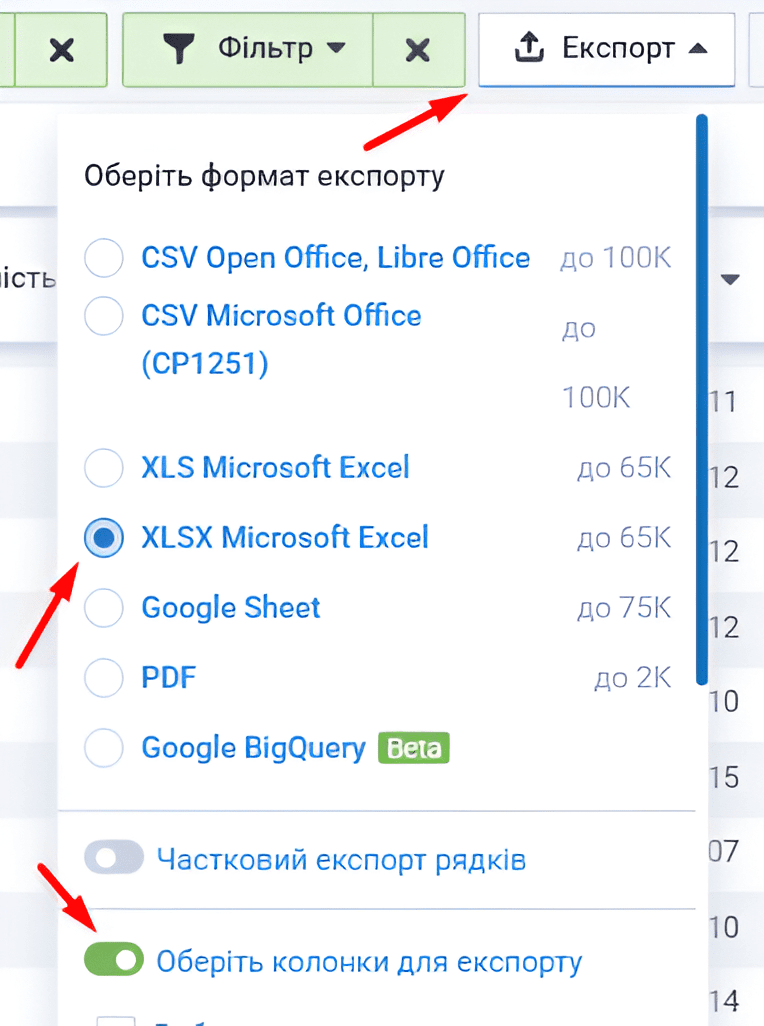 Фільтр
Експорт
Оберіть формат експорту
ість
CSV Open Office, Libre Office до 100K
CSV Microsoft Office
(CP1251)
до
100K
11
XLS Microsoft Excel до 65K
12
XLSX Microsoft Excel до 65K
12
Google Sheet до 75K
12
PDF до 2K
10
Google BigQuery Beta
15
Частковий експорт рядків
07
10
Оберіть колонки для експорту
14